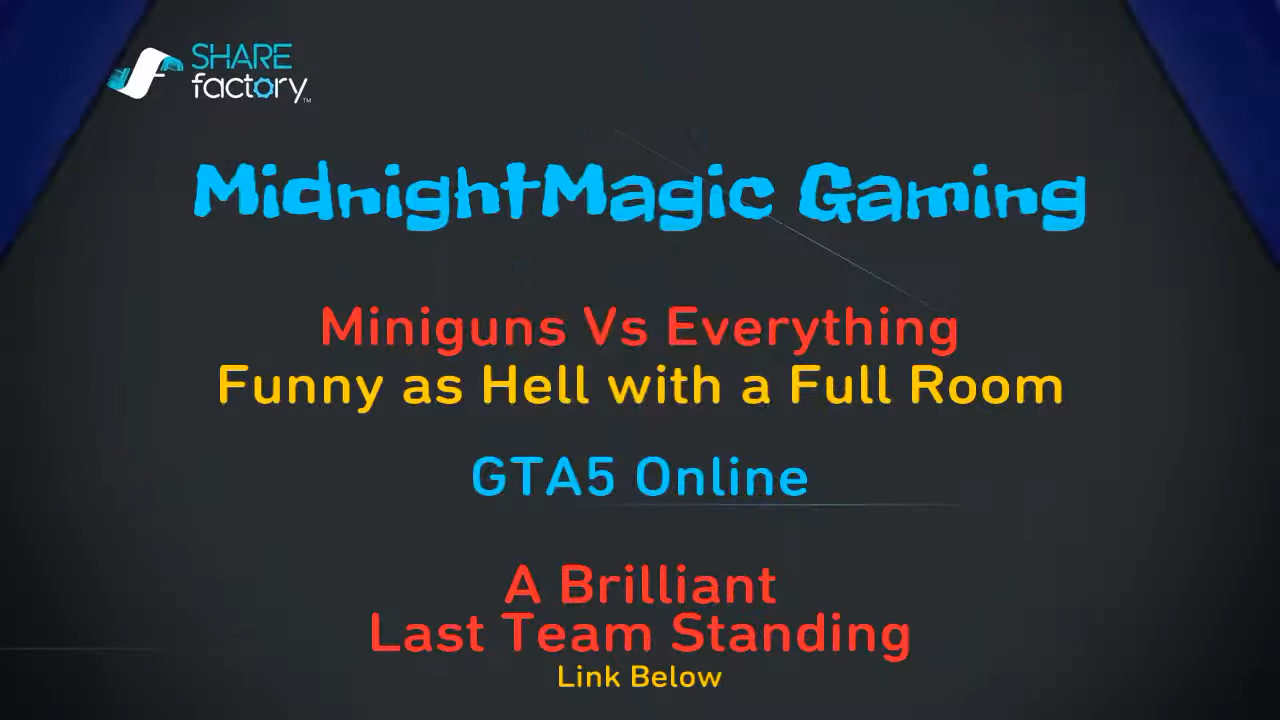 SHARE
factory™
MidnightMagic Gaming
Miniguns Vs Everything
Funny as Hell with a Full Room
GTA5 Online
A Brilliant
Last Team Standing
Link Below